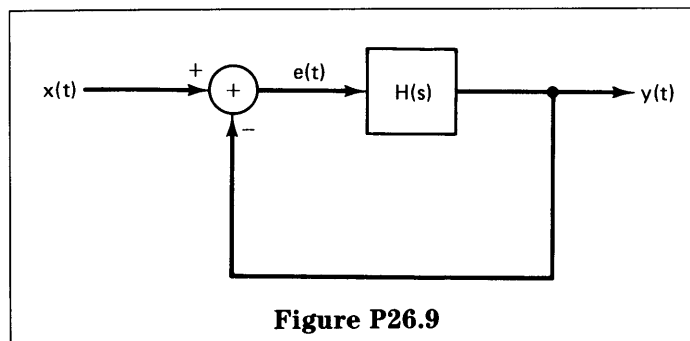 +
e(t)
x(t)
+
H(s)
y(t)
−
Figure P26.9